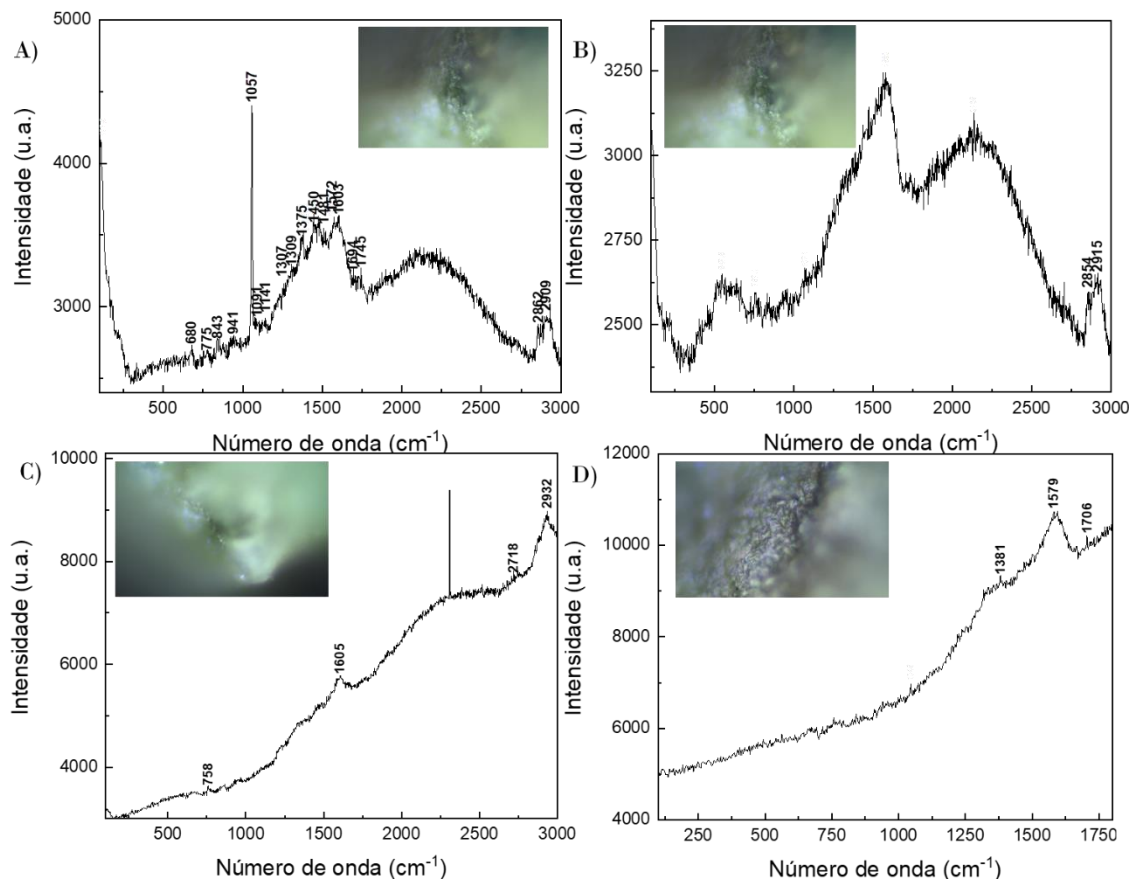 A)
5000
4000
3000
Intensidade (u.a.)
680
775
843
941
1057
1091
1141
1307
1309
1375
1450
1481
1572
1603
1694
1745
2862
2909
500 1000 1500 2000 2500 3000
Número de onda (cm⁻¹)
B)
3250
3000
2750
2500
Intensidade (u.a.)
2854
2915
500 1000 1500 2000 2500 3000
Número de onda (cm⁻¹)
C)
10000
8000
6000
4000
Intensidade (u.a.)
758
1605
2718
2932
500 1000 1500 2000 2500 3000
Número de onda (cm⁻¹)
D)
12000
10000
8000
6000
4000
Intensidade (u.a.)
1381
1579
1706
250 500 750 1000 1250 1500 1750
Número de onda (cm⁻¹)